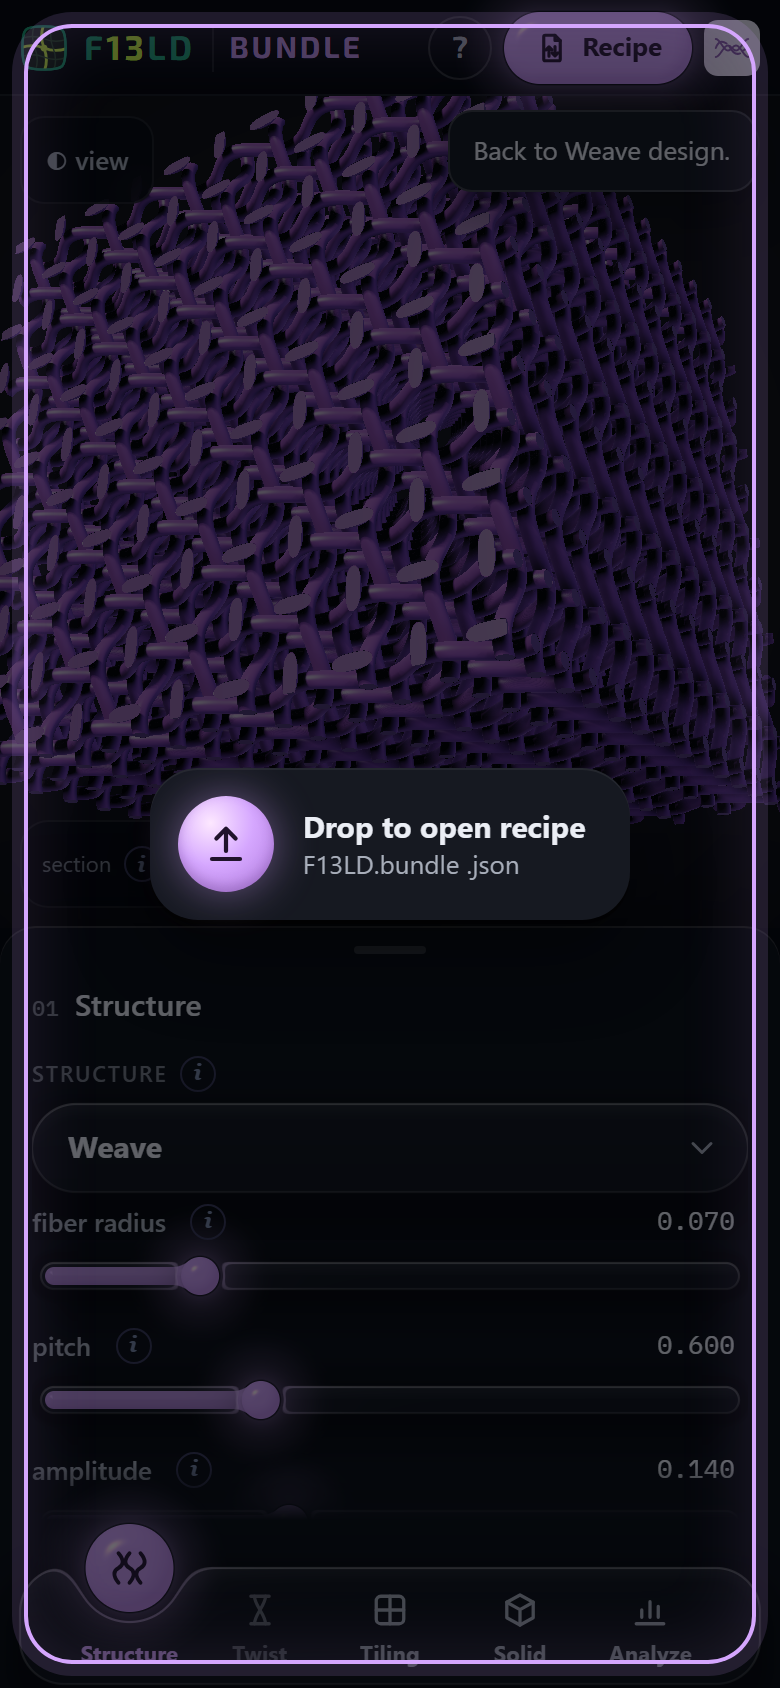 F13LD BUNDLE ? Recipe
view
Back to Weave design.
Drop to open recipe
F13LD.bundle .json
section i
01 Structure
STRUCTURE i
Weave
fiber radius i 0.070
pitch i 0.600
amplitude i 0.140
Structure Twist Tiling Solid Analyze